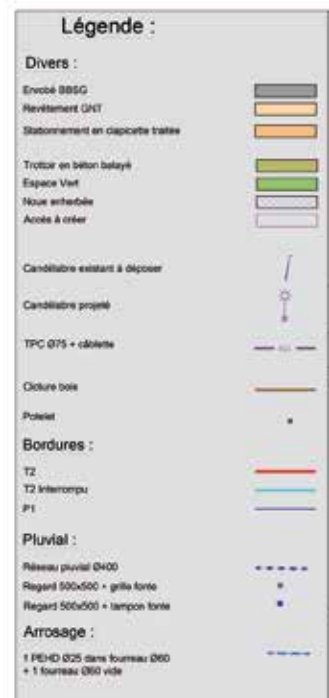 Légende :
Divers :
Enrobé BBSG
Revêtement GNT
Stationnement en clapicette traitée
Trottoir en béton balayé
Espace Vert
Noue enherbée
Accès à créer
Candélabre existant à déposer
Candélabre projeté
TPC Ø75 + câblette
Cloture bois
Potelet
Bordures :
T2
T2 Interrompu
P1
Pluvial :
Réseau pluvial Ø400
Regard 500x500 + grille fonte
Regard 500x500 + tampon fonte
Arrosage :
1 PEHD Ø25 dans fourreau Ø60
+ 1 fourreau Ø60 vide